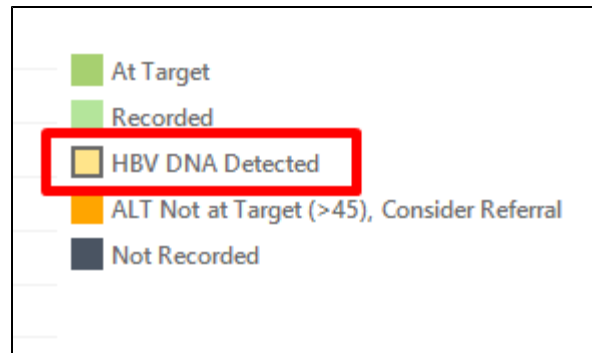 At Target
Recorded
HBV DNA Detected
ALT Not at Target (>45), Consider Referral
Not Recorded